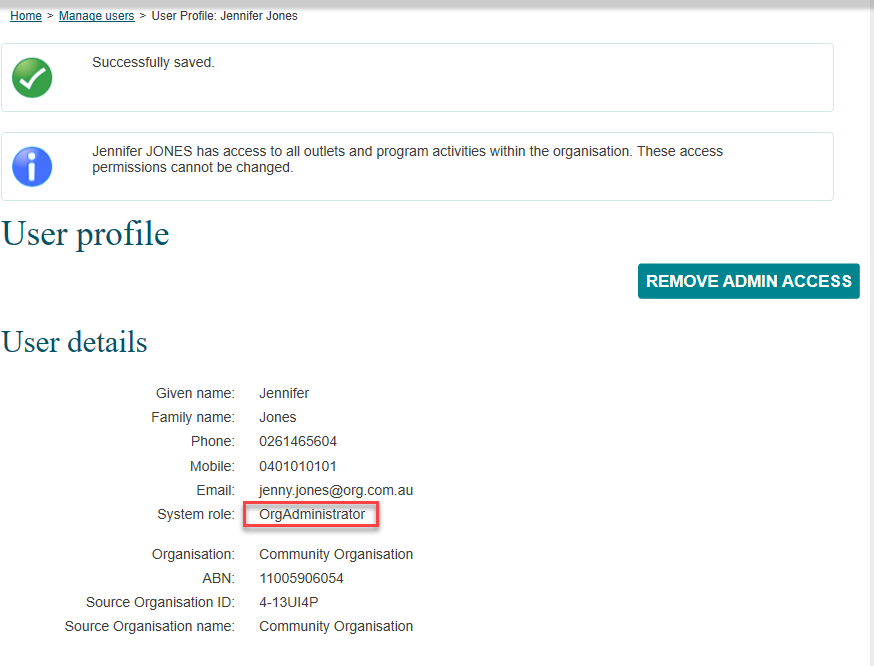 Home > Manage users > User Profile: Jennifer Jones
Successfully saved.
Jennifer JONES has access to all outlets and program activities within the organisation. These access
permissions cannot be changed.
User profile
REMOVE ADMIN ACCESS
User details
Given name: Jennifer
Family name: Jones
Phone: 0261465604
Mobile: 0401010101
Email: jenny.jones@org.com.au
System role: OrgAdministrator
Organisation: Community Organisation
ABN: 11005906054
Source Organisation ID: 4-13UI4P
Source Organisation name: Community Organisation